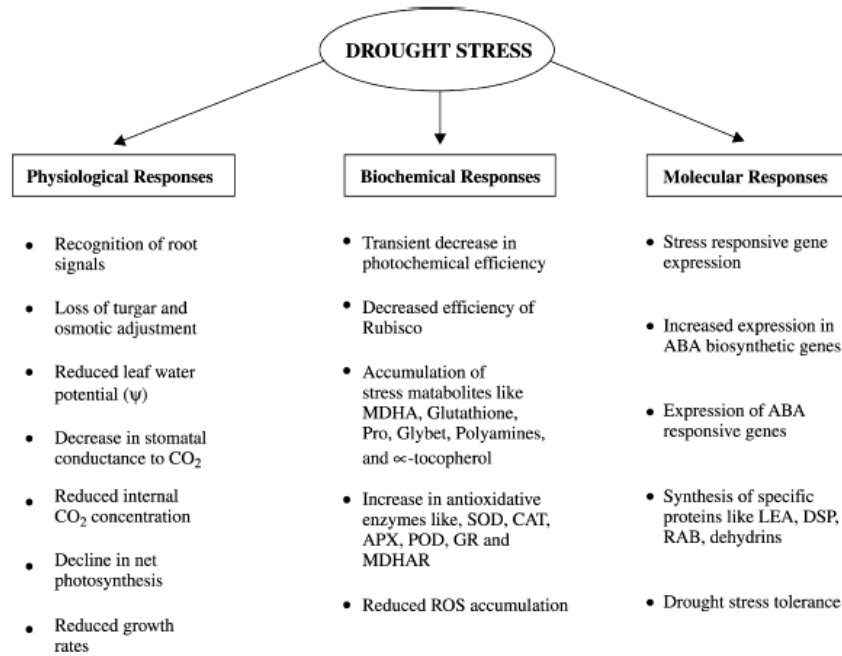 DROUGHT STRESS
Physiological Responses
• Recognition of root
signals
• Loss of turgar and
osmotic adjustment
• Reduced leaf water
potential (ψ)
• Decrease in stomatal
conductance to CO₂
• Reduced internal
CO₂ concentration
• Decline in net
photosynthesis
• Reduced growth
rates
Biochemical Responses
• Transient decrease in
photochemical efficiency
• Decreased efficiency of
Rubisco
• Accumulation of
stress matabolites like
MDHA, Glutathione,
Pro, Glybet, Polyamines,
and ∝-tocopherol
• Increase in antioxidative
enzymes like, SOD, CAT,
APX, POD, GR and
MDHAR
• Reduced ROS accumulation
Molecular Responses
• Stress responsive gene
expression
• Increased expression in
ABA biosynthetic genes
• Expression of ABA
responsive genes
• Synthesis of specific
proteins like LEA, DSP,
RAB, dehydrins
• Drought stress tolerance